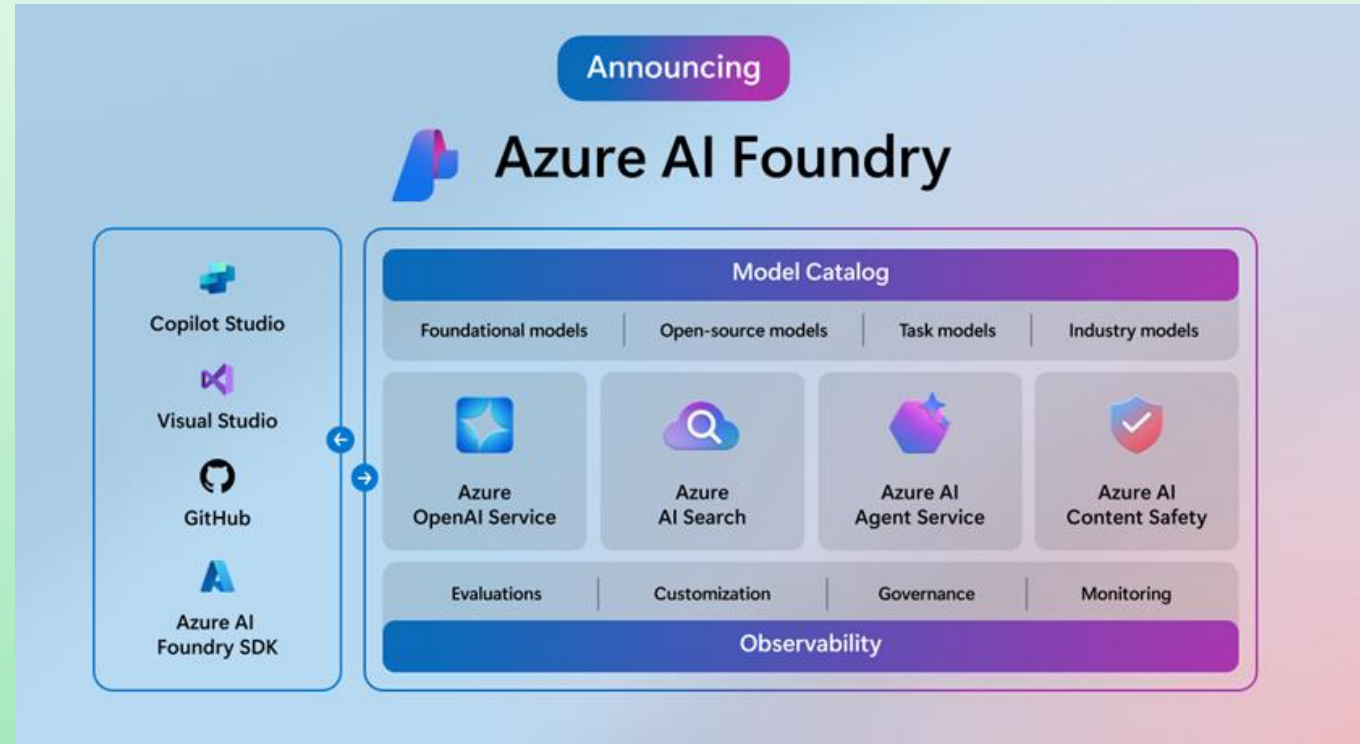 Announcing
Azure AI Foundry
Copilot Studio
Visual Studio
GitHub
Azure AI
Foundry SDK
Model Catalog
Foundational models
Open-source models
Task models
Industry models
Azure
OpenAI Service
Azure
AI Search
Azure AI
Agent Service
Azure AI
Content Safety
Evaluations
Customization
Governance
Monitoring
Observability